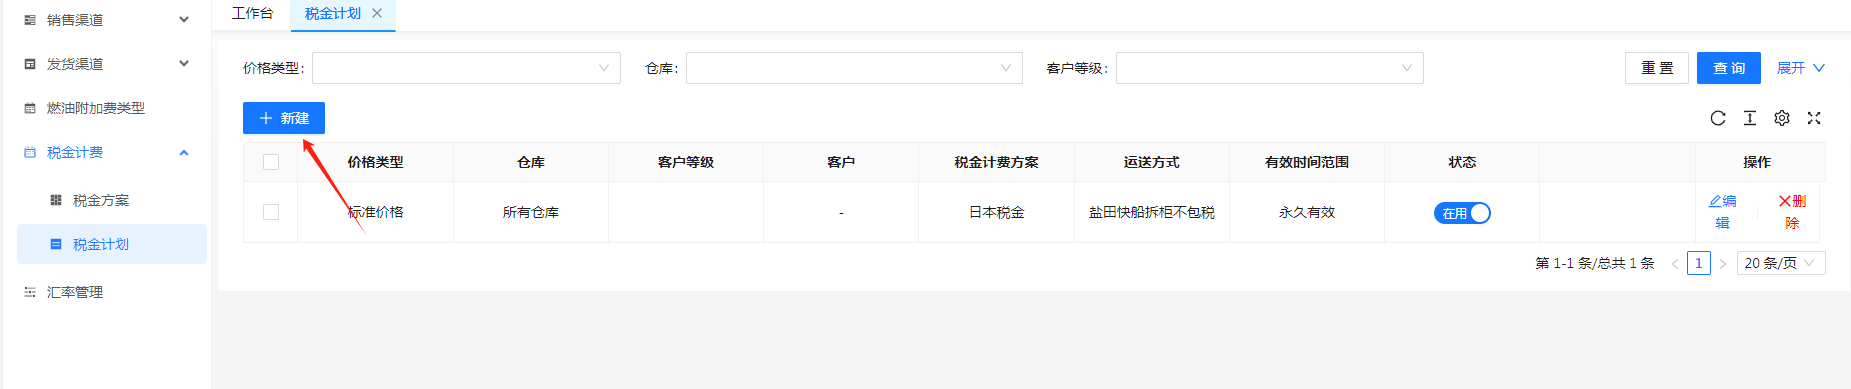 销售渠道
发货渠道
燃油附加费类型
税金计费
税金方案
税金计划
汇率管理
工作台 税金计划
价格类型: 仓库: 客户等级: 重 置 查 询 展开
新建
价格类型 仓库 客户等级 客户 税金计费方案 运送方式 有效时间范围 状态 操作
标准价格 所有仓库 - 日本税金 盐田快船拆柜不包税 永久有效 在用 编 删
辑 除
第 1-1 条/总共 1 条 1 20 条/页